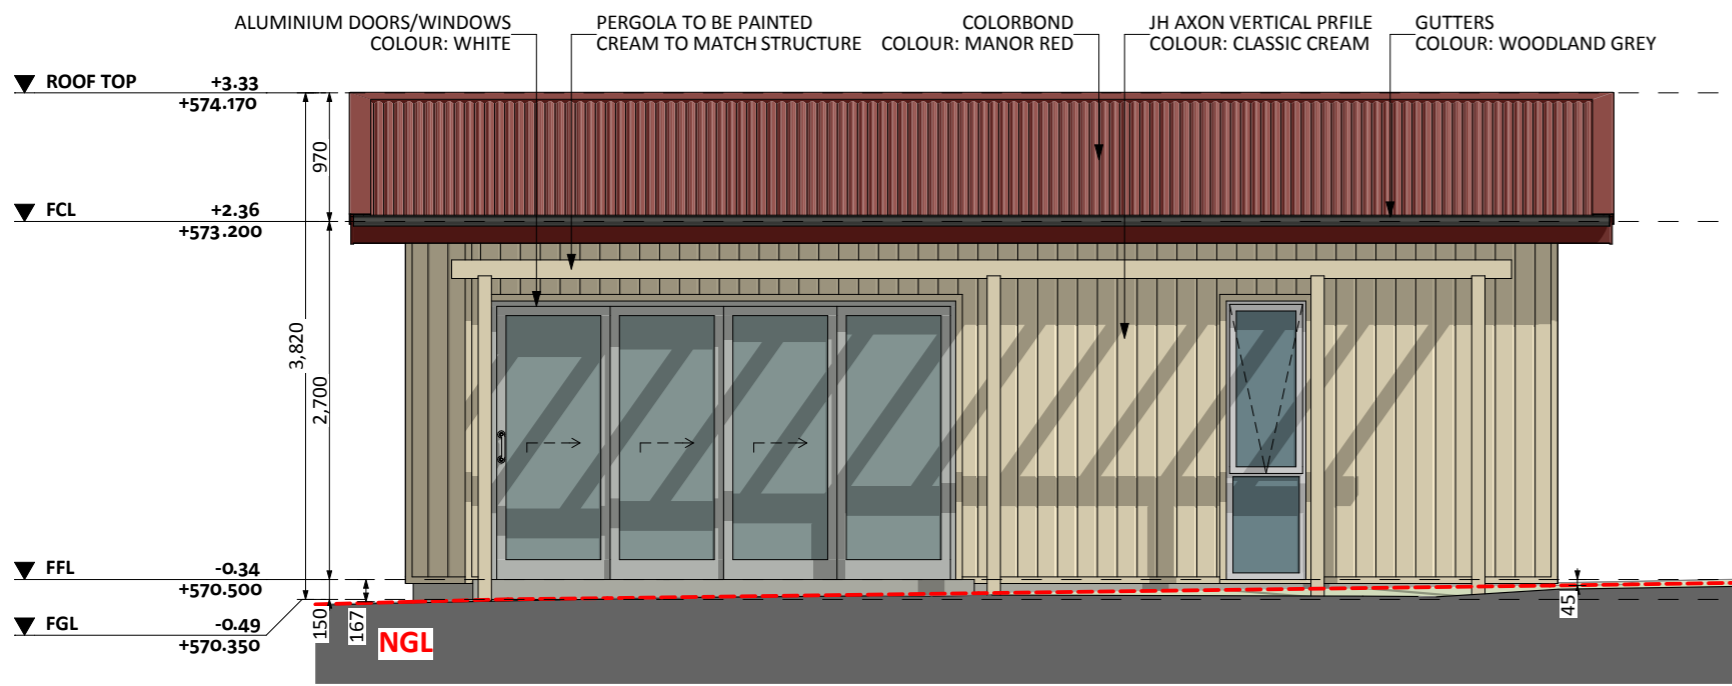 ALUMINIUM DOORS/WINDOWS
COLOUR: WHITE
PERGOLA TO BE PAINTED
CREAM TO MATCH STRUCTURE
COLORBOND
COLOUR: MANOR RED
JH AXON VERTICAL PRFILE
COLOUR: CLASSIC CREAM
GUTTERS
COLOUR: WOODLAND GREY
ROOF TOP +3.33
+574.170
970
FCL +2.36
+573.200
3,820
2,700
FFL -0.34
+570.500
150
167
45
FGL -0.49
+570.350
NGL